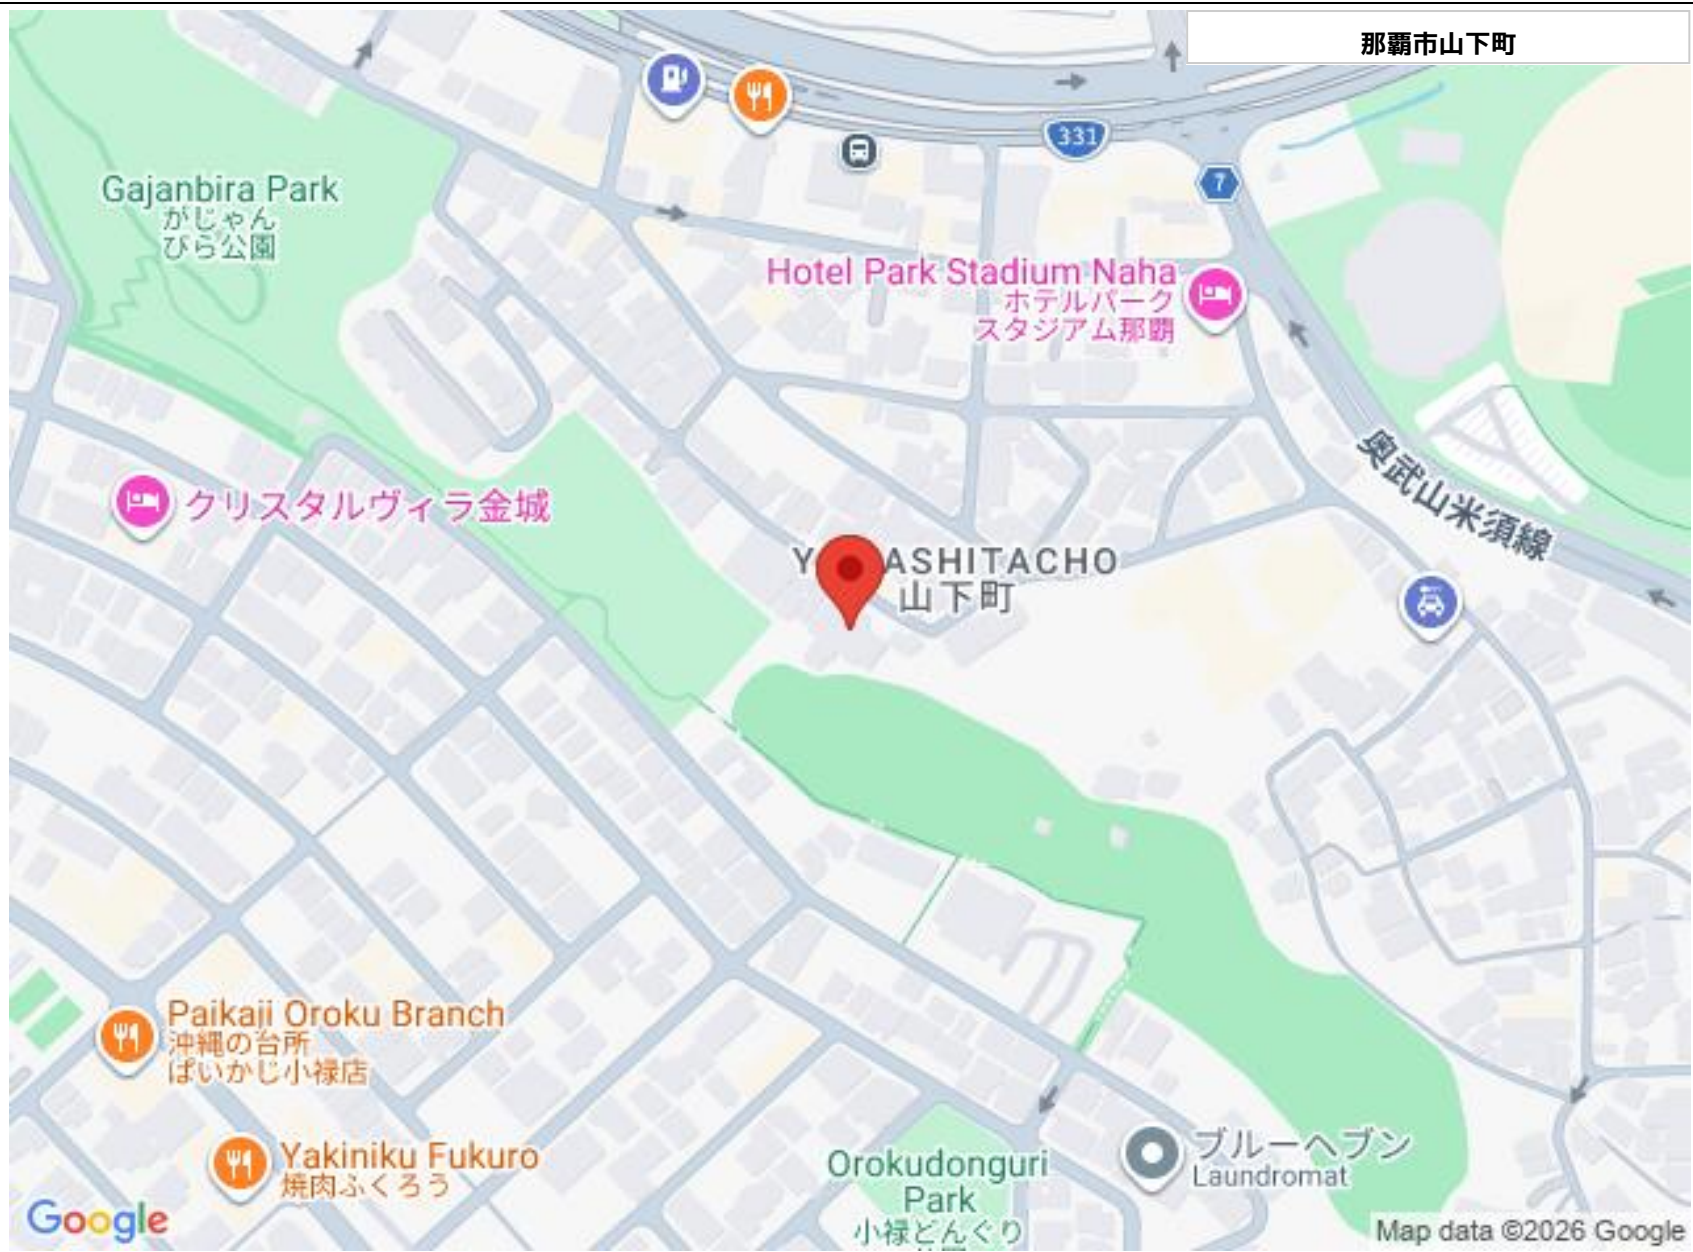 那覇市山下町
331
7
Gajanbira Park
がじゃん
びら公園
Hotel Park Stadium Naha
ホテルパーク
スタジアム那覇
奥武山米須線
クリスタルヴィラ金城
Y ASHITACHO
山下町
Paikaji Oroku Branch
沖縄の台所
ぱいかじ小禄店
Yakiniku Fukuro
焼肉ふくろう
Orokudonguri
Park
小禄どんぐり
ブルーヘブン
Laundromat
Google
Map data ©2026 Google